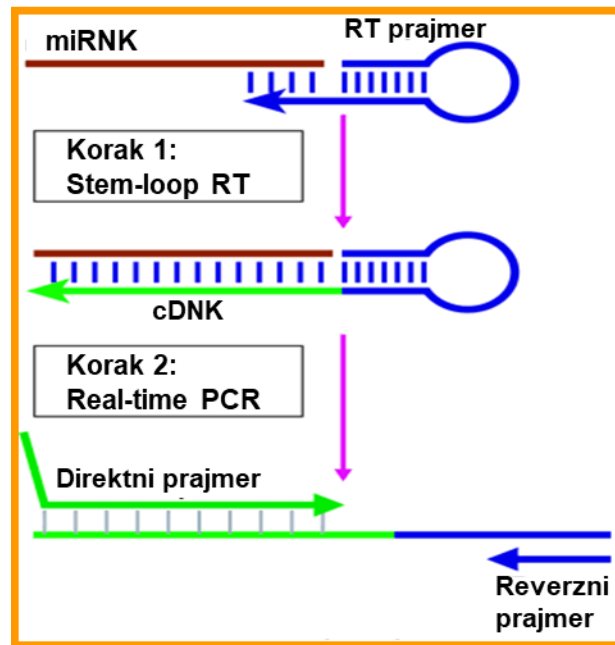 miRNK
RT prajmer
Korak 1:
Stem-loop RT
cDNK
Korak 2:
Real-time PCR
Direktni prajmer
Reverzni
prajmer